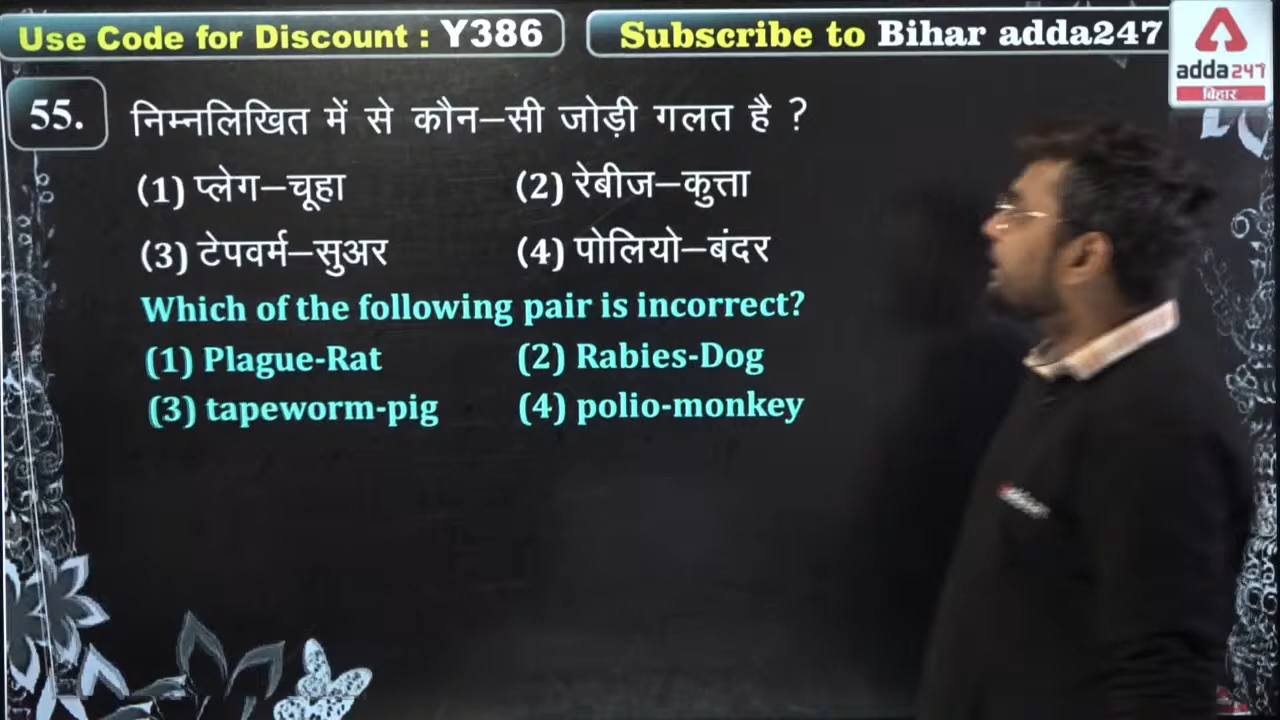 Use Code for Discount : Y386
Subscribe to Bihar adda247
adda247
बिहार
55. निम्नलिखित में से कौन–सी जोड़ी गलत है ?
(1) प्लेग–चूहा (2) रेबीज–कुत्ता
(3) टेपवर्म–सुअर (4) पोलियो–बंदर
Which of the following pair is incorrect?
(1) Plague-Rat (2) Rabies-Dog
(3) tapeworm-pig (4) polio-monkey